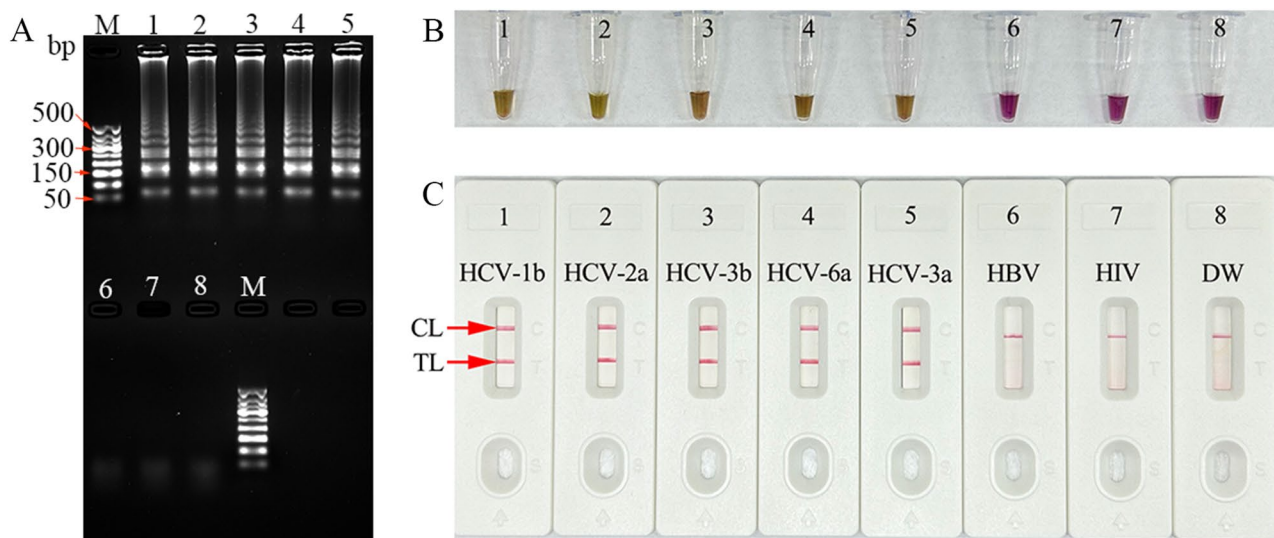 A
M 1 2 3 4 5
bp
500
300
150
50
6 7 8 M
B
1 2 3 4 5 6 7 8
C
1 2 3 4 5 6 7 8
HCV-1b HCV-2a HCV-3b HCV-6a HCV-3a HBV HIV DW
CL
C C C C C C C C
TL
T T T T T T T T
S S S S S S S S